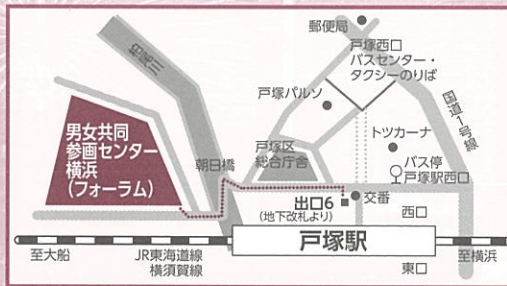 郵便局
戸塚西口
バスセンター・
タクシーのりば
柏尾川
国道1号線
戸塚パルソ
男女共同
参画センター
横浜
(フォーラム)
戸塚区
総合庁舎
トツカーナ
朝日橋
バス停
戸塚駅西口
出口6
(地下改札より)
交番
西口
戸塚駅
至大船
JR東海道線
横須賀線
至横浜
東口